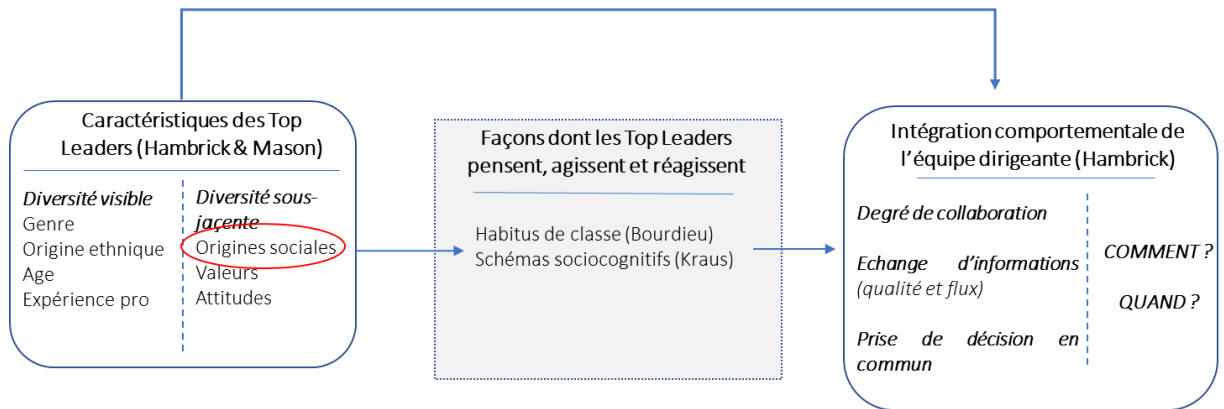 Caractéristiques des Top
Leaders (Hambrick & Mason)
Diversité visible
Genre
Origine ethnique
Age
Expérience pro
Diversité sous-
jaçente
Origines sociales
Valeurs
Attitudes
Façons dont les Top Leaders
pensent, agissent et réagissent
Habitus de classe (Bourdieu)
Schémas sociocognitifs (Kraus)
Intégration comportementale de
l'équipe dirigeante (Hambrick)
Degré de collaboration
Echange d'informations
(qualité et flux)
Prise de décision en
commun
COMMENT ?
QUAND ?